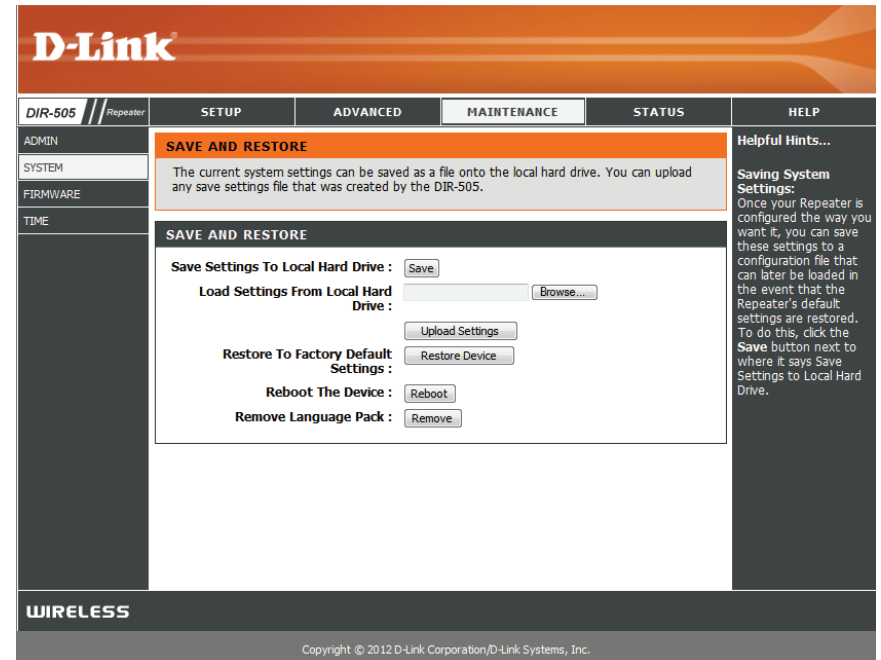 D-Link®
DIR-505 // Repeater
SETUP
ADVANCED
MAINTENANCE
STATUS
HELP
ADMIN
SYSTEM
FIRMWARE
TIME
SAVE AND RESTORE
The current system settings can be saved as a file onto the local hard drive. You can upload
any save settings file that was created by the DIR-505.
SAVE AND RESTORE
Save Settings To Local Hard Drive : Save
Load Settings From Local Hard
Drive :
Browse...
Upload Settings
Restore To Factory Default
Settings :
Restore Device
Reboot The Device : Reboot
Remove Language Pack : Remove
Helpful Hints...
Saving System
Settings:
Once your Repeater is
configured the way you
want it, you can save
these settings to a
configuration file that
can later be loaded in
the event that the
Repeater's default
settings are restored.
To do this, click the
Save button next to
where it says Save
Settings to Local Hard
Drive.
WIRELESS
Copyright © 2012 D-Link Corporation/D-Link Systems, Inc.